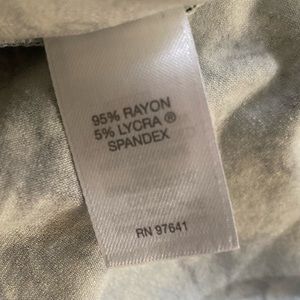 95% RAYON
5% LYCRA ®
SPANDEX
RN 97641